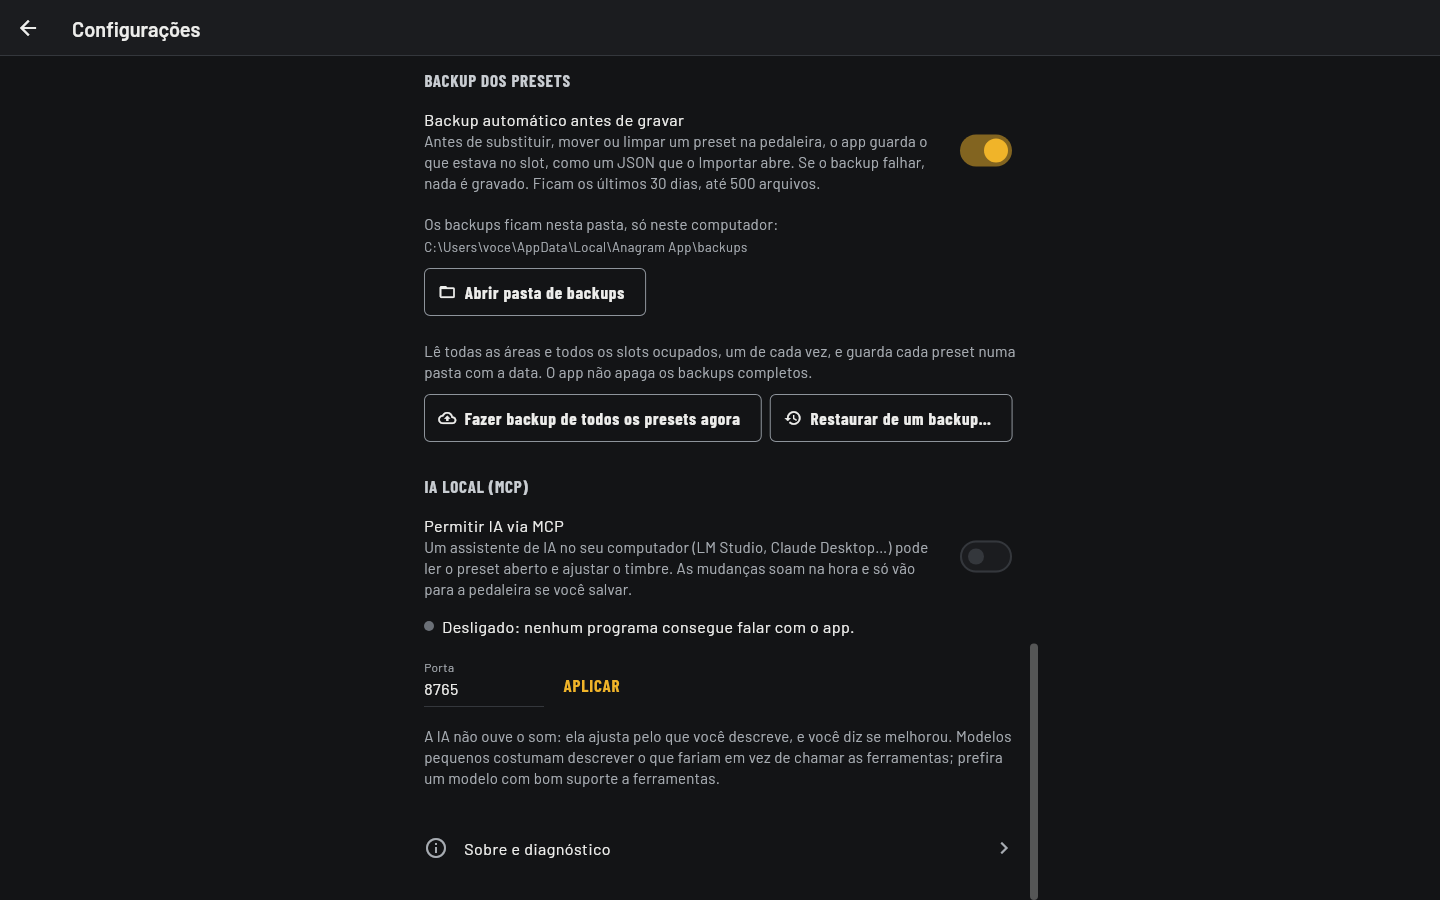 Configurações
BACKUP DOS PRESETS
Backup automático antes de gravar
Antes de substituir, mover ou limpar um preset na pedaleira, o app guarda o
que estava no slot, como um JSON que o Importar abre. Se o backup falhar,
nada é gravado. Ficam os últimos 30 dias, até 500 arquivos.
Os backups ficam nesta pasta, só neste computador:
C:\Users\voce\AppData\Local\Anagram App\backups
Abrir pasta de backups
Lê todas as áreas e todos os slots ocupados, um de cada vez, e guarda cada preset numa
pasta com a data. O app não apaga os backups completos.
Fazer backup de todos os presets agora
Restaurar de um backup...
IA LOCAL (MCP)
Permitir IA via MCP
Um assistente de IA no seu computador (LM Studio, Claude Desktop...) pode
ler o preset aberto e ajustar o timbre. As mudanças soam na hora e só vão
para a pedaleira se você salvar.
Desligado: nenhum programa consegue falar com o app.
Porta
8765
APLICAR
A IA não ouve o som: ela ajusta pelo que você descreve, e você diz se melhorou. Modelos
pequenos costumam descrever o que fariam em vez de chamar as ferramentas; prefira
um modelo com bom suporte a ferramentas.
Sobre e diagnóstico